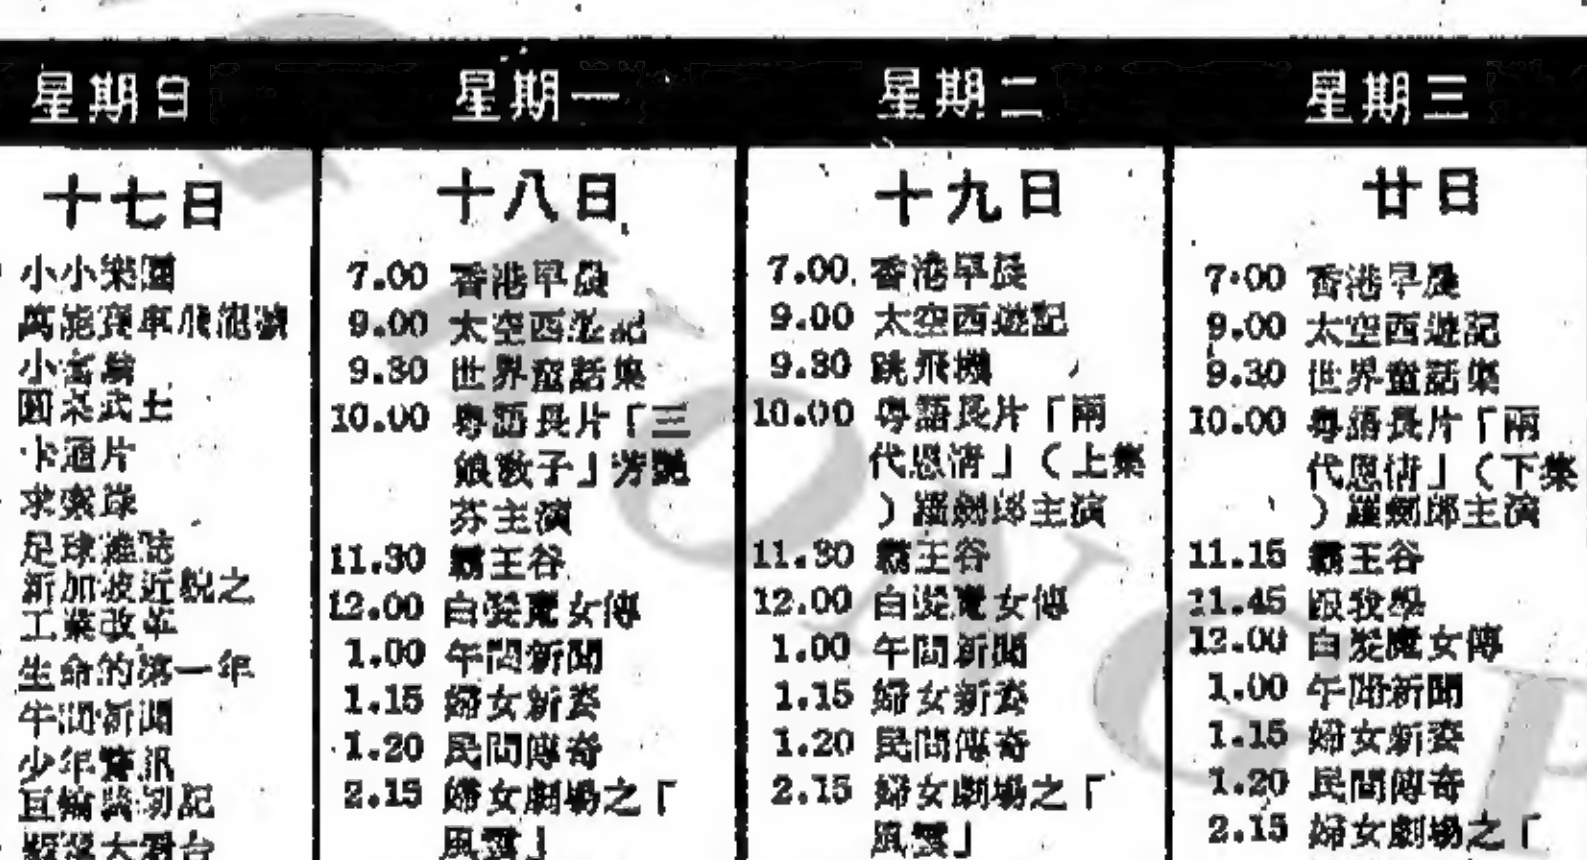 星期日
十七日
小小樂園
萬能寶車飛龍號
圓桌武士
卡通片
求索錄
足球雜誌
新加坡近貌之
工業改革
生命的第一年
午間新聞
少年警訊
星期一
十八日
7.00 香港早晨
9.00 太空西遊記
9.30 世界童話集
10.00 粵語長片「三
娘教子」芳艷
芬主演
11.30 霸王谷
12.00 白髮魔女傳
1.00 午間新聞
1.15 婦女新姿
1.20 民間傳奇
2.15 婦女劇場之「
風雲」
星期二
十九日
7.00 香港早晨
9.00 太空西遊記
9.30 跳飛機
10.00 粵語長片「兩
代恩情」(上集
)羅劍郎主演
11.30 霸王谷
12.00 白髮魔女傳
1.00 午間新聞
1.15 婦女新姿
1.20 民間傳奇
2.15 婦女劇場之「
風雲」
星期三
廿日
7.00 香港早晨
9.00 太空西遊記
9.30 世界童話集
10.00 粵語長片「兩
代恩情」(下集
)羅劍郎主演
11.15 霸王谷
11.45 跟我學
12.00 白髮魔女傳
1.00 午間新聞
1.15 婦女新姿
1.20 民間傳奇
2.15 婦女劇場之「